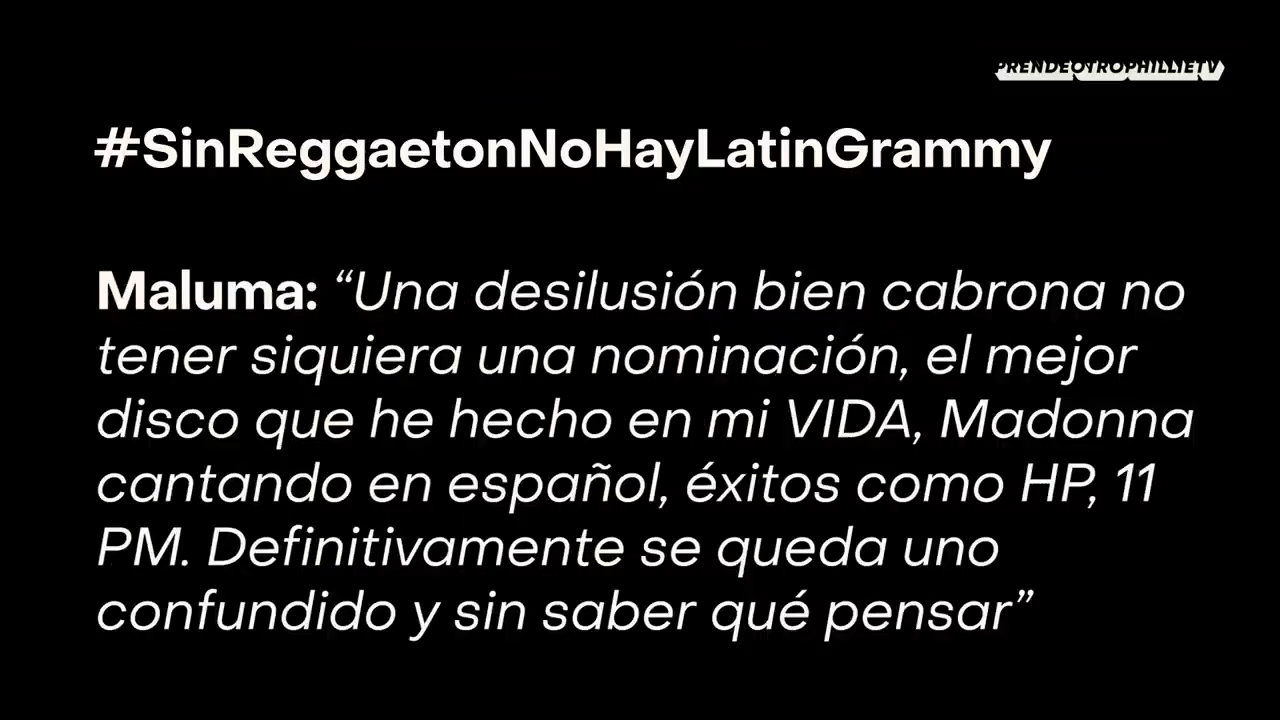 PRENDEOTROPHILLIETV
#SinReggaetonNoHayLatinGrammy
Maluma: “Una desilusión bien cabrona no
tener siquiera una nominación, el mejor
disco que he hecho en mi VIDA, Madonna
cantando en español, éxitos como HP, 11
PM. Definitivamente se queda uno
confundido y sin saber qué pensar”